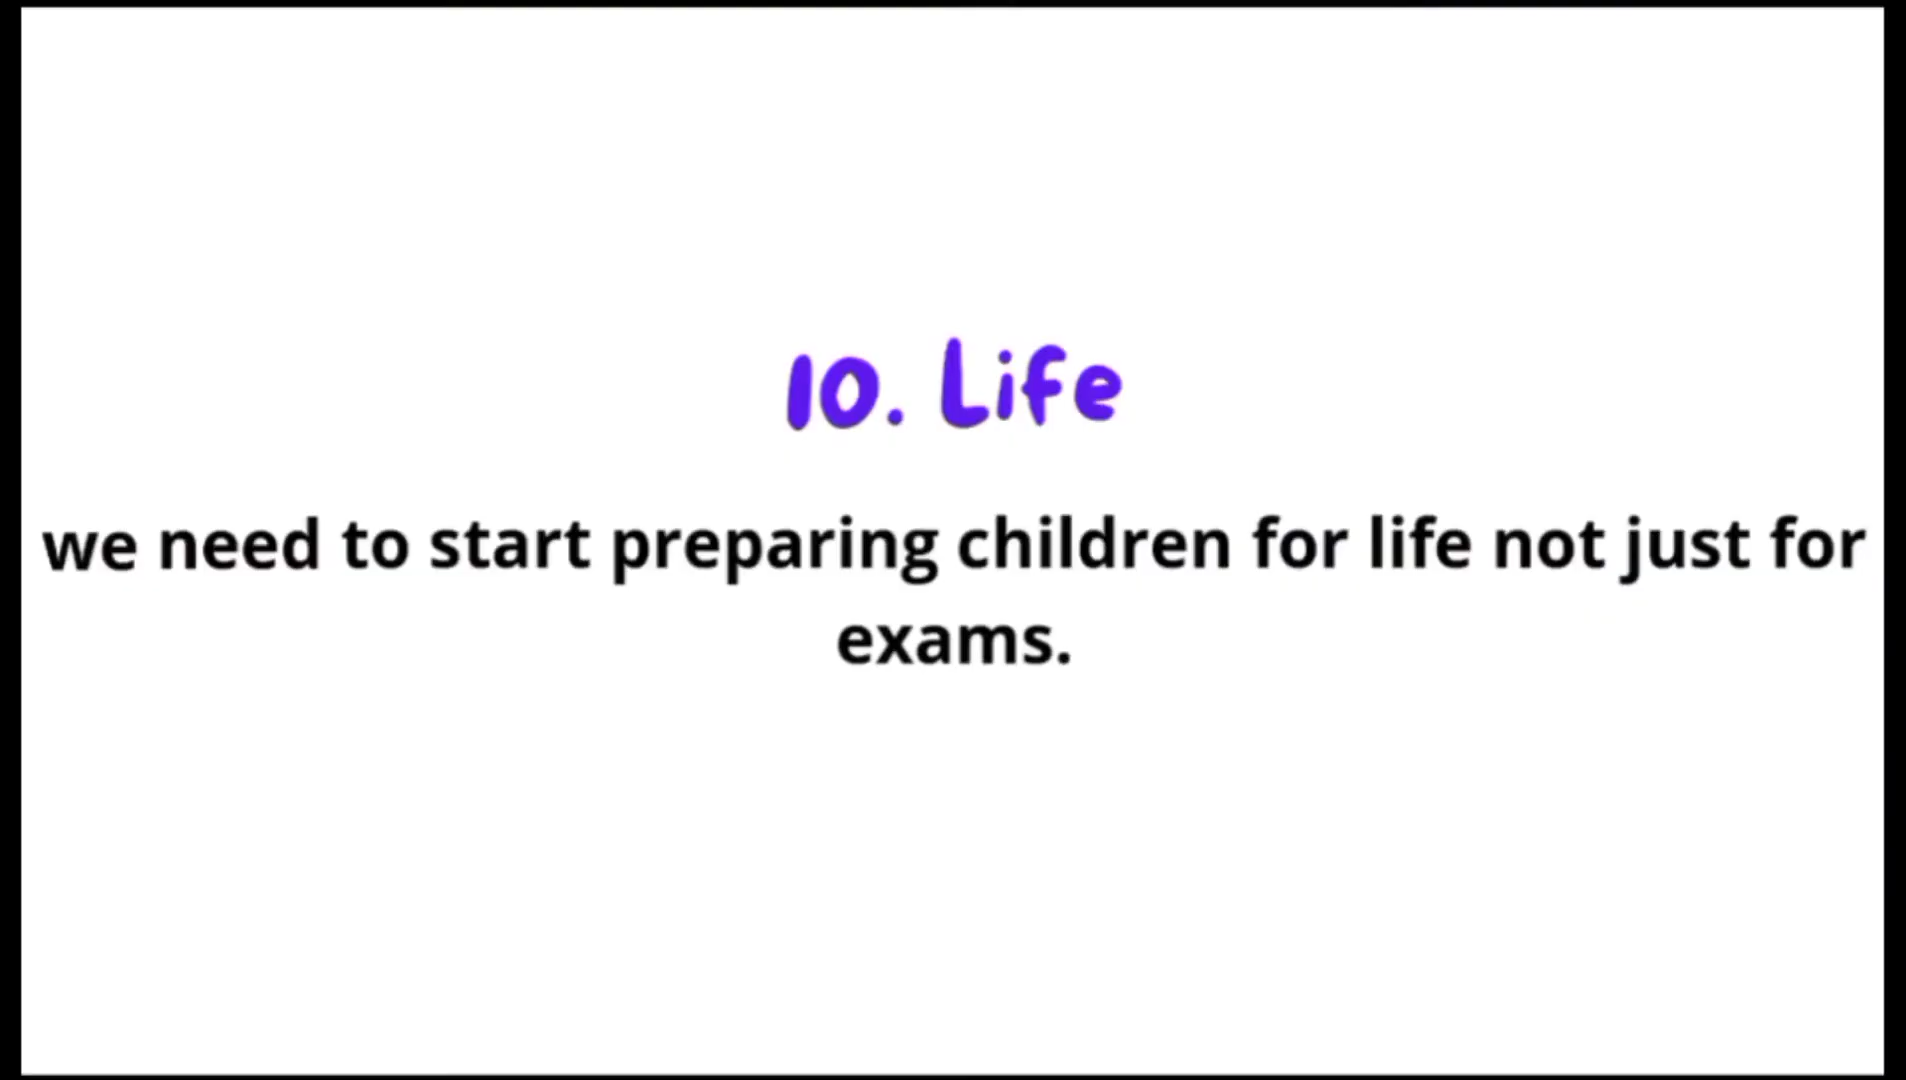 10. Life
we need to start preparing children for life not just for
exams.